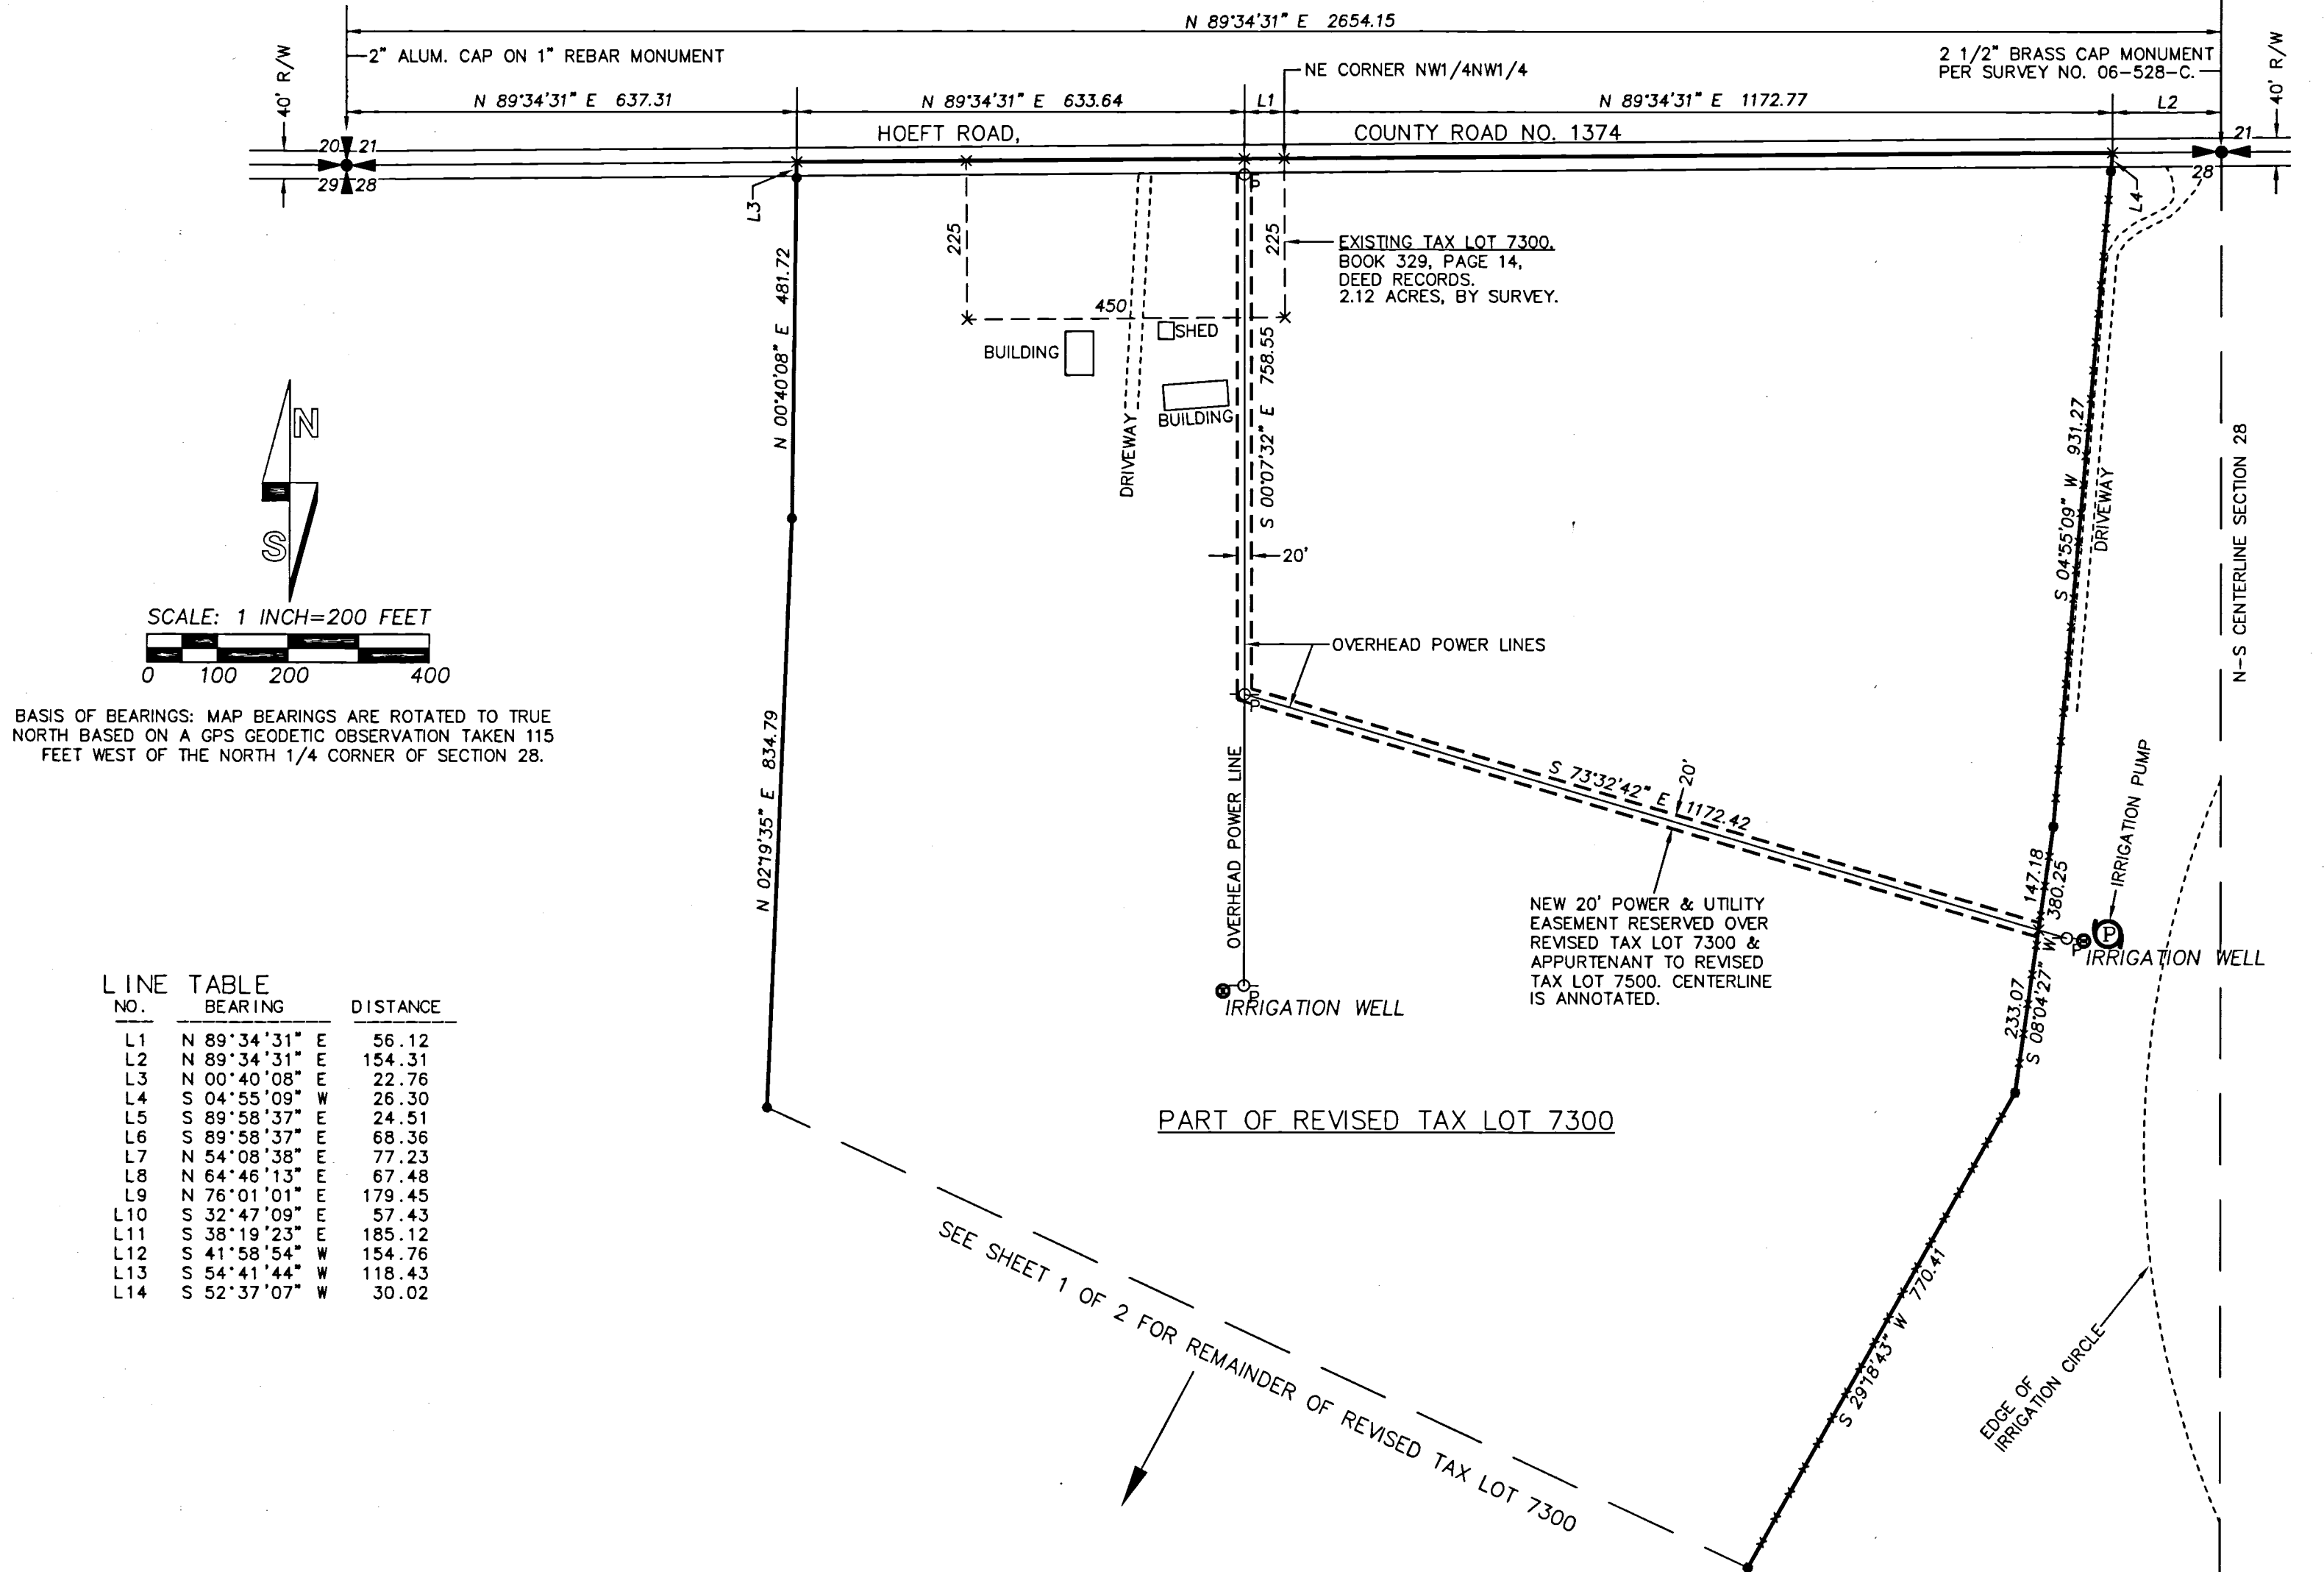 N 89°34'31" E 2654.15
40' R/W
2" ALUM. CAP ON 1" REBAR MONUMENT
NE CORNER NW1/4NW1/4
2 1/2" BRASS CAP MONUMENT
PER SURVEY NO. 06-528-C.
40' R/W
N 89°34'31" E 637.31
N 89°34'31" E 633.64
L1
N 89°34'31" E 1172.77
L2
HOEFT ROAD,
COUNTY ROAD NO. 1374
20 21
29 28
21
28
L3
L4
P
225
225
450
EXISTING TAX LOT 7300.
BOOK 329, PAGE 14,
DEED RECORDS.
2.12 ACRES, BY SURVEY.
N 00°40'08" E 481.72
BUILDING
SHED
BUILDING
DRIVEWAY
S 00°07'32" E 758.55
20'
S 04°55'09" W 931.27
DRIVEWAY
N-S CENTERLINE SECTION 28
N
S
SCALE: 1 INCH=200 FEET
0 100 200 400
BASIS OF BEARINGS: MAP BEARINGS ARE ROTATED TO TRUE
NORTH BASED ON A GPS GEODETIC OBSERVATION TAKEN 115
FEET WEST OF THE NORTH 1/4 CORNER OF SECTION 28.
OVERHEAD POWER LINES
P
N 02°19'35" E 834.79
OVERHEAD POWER LINE
S 73°32'42" E 1172.42
20'
NEW 20' POWER & UTILITY
EASEMENT RESERVED OVER
REVISED TAX LOT 7300 &
APPURTENANT TO REVISED
TAX LOT 7500. CENTERLINE
IS ANNOTATED.
147.18
380.25
233.07
S 08°04'27" W
IRRIGATION PUMP
P
P
IRRIGATION WELL
P
IRRIGATION WELL
LINE TABLE
NO. BEARING DISTANCE
L1 N 89°34'31" E 56.12
L2 N 89°34'31" E 154.31
L3 N 00°40'08" E 22.76
L4 S 04°55'09" W 26.30
L5 S 89°58'37" E 24.51
L6 S 89°58'37" E 68.36
L7 N 54°08'38" E 77.23
L8 N 64°46'13" E 67.48
L9 N 76°01'01" E 179.45
L10 S 32°47'09" E 57.43
L11 S 38°19'23" E 185.12
L12 S 41°58'54" W 154.76
L13 S 54°41'44" W 118.43
L14 S 52°37'07" W 30.02
PART OF REVISED TAX LOT 7300
SEE SHEET 1 OF 2 FOR REMAINDER OF REVISED TAX LOT 7300
S 29°18'43" W 770.41
EDGE OF
IRRIGATION CIRCLE